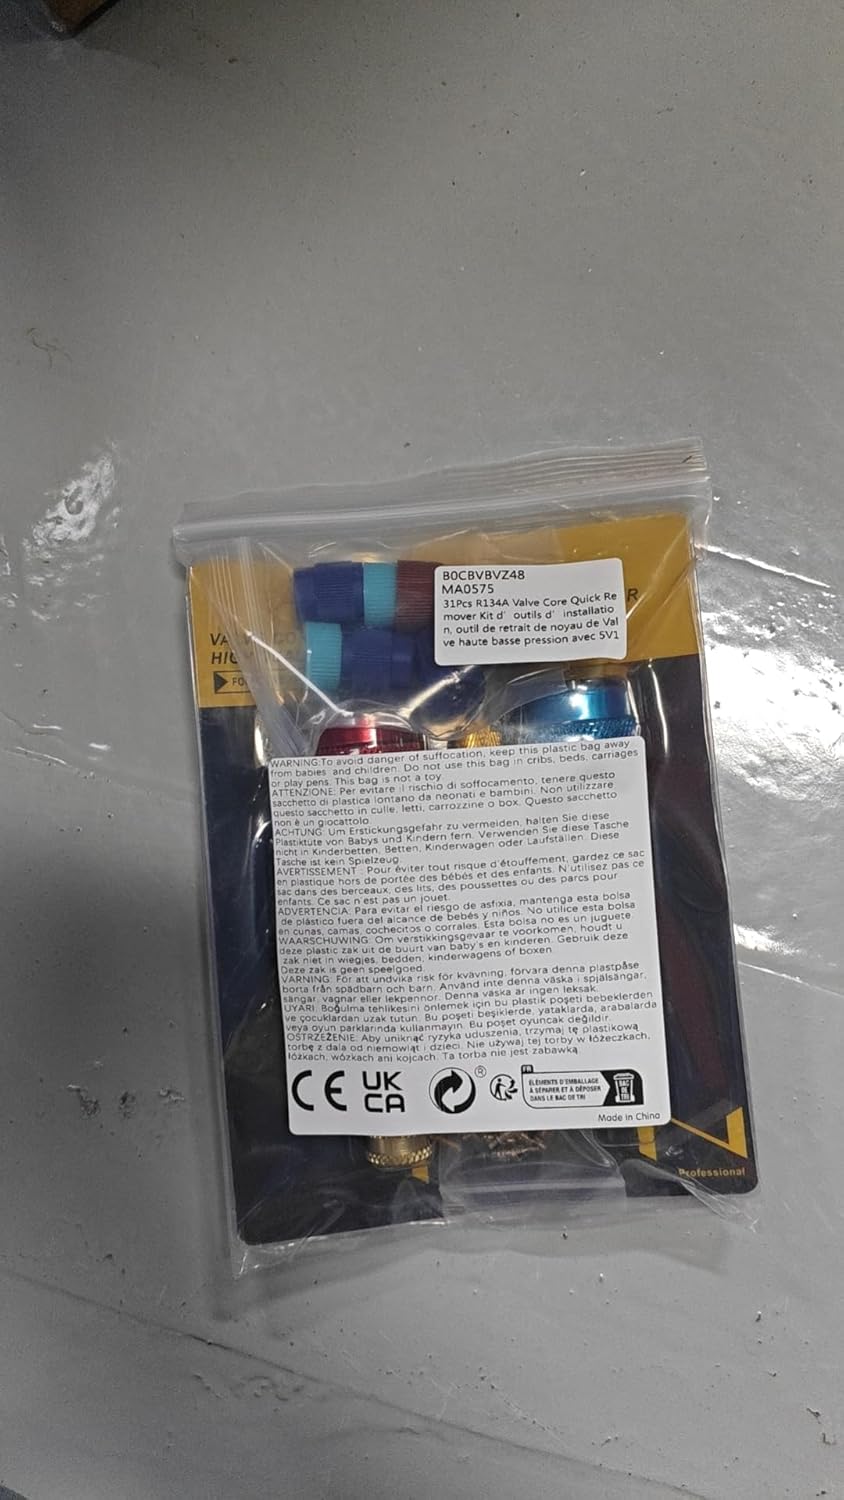 B0CBVBVZ48
MA0575
31Pcs R134A Valve Core Quick Re
mover Kit d' outils d' installatio
n, outil de retrait de noyau de Val
ve haute basse pression avec 5V1
R
HIG
FO
WARNING:To avoid danger of suffocation, keep this plastic bag away
from babies and children. Do not use this bag in cribs, beds, carriages
or play pens. This bag is not a toy
ATTENZIONE: Per evitare il rischio di soffocamento, tenere questo
sacchetto di plastica lontano da neonati e bambini. Non utilizzare
questo sacchetto in culle, letti, carrozzine o box. Questo sacchetto
non è un giocattolo.
ACHTUNG: Um Erstickungsgefahr zu vermeiden, halten Sie diese
Plastiktüte von Babys und Kindern fern. Verwenden Sie diese Tasche
nicht in Kinderbetten, Betten, Kinderwagen oder Laufställen. Diese
Tasche ist kein Spielzeug.
AVERTISSEMENT : Pour éviter tout risque d'étouffement, gardez ce sac
en plastique hors de portée des bébés et des enfants. N'utilisez pas ce
sac dans des berceaux, des lits, des poussettes ou des parcs pour
enfants. Ce sac n'est pas un jouet.
ADVERTENCIA: Para evitar el riesgo de asfixia, mantenga esta bolsa
de plástico fuera del alcance de bebés y niños. No utilice esta bolsa
en cunas, camas, cochecitos o corrales. Esta bolsa no es un juguete.
WAARSCHUWING: Om verstikkingsgevaar te voorkomen, houdt u
deze plastic zak uit de buurt van baby's en kinderen. Gebruik deze
zak niet in wiegjes, bedden, kinderwagens of boxen.
Deze zak is geen speelgoed.
VARNING: För att undvika risk för kvävning, förvara denna plastpåse
borta från spädbarn och barn. Använd inte denna väska i spjälsängar,
sängar, vagnar eller lekpennor. Denna väska är ingen leksak.
UYARI: Boğulma tehlikesini önlemek için bu plastik poşeti bebeklerden
ve çocuklardan uzak tutun. Bu poşeti beşiklerde, yataklarda, arabalarda
veya oyun parklarında kullanmayın. Bu poşet oyuncak değildir.
OSTRZEŻENIE: Aby uniknąć ryzyka uduszenia, trzymaj tę plastikową
torbę z dala od niemowląt i dzieci. Nie używaj tej torby w łóżeczkach,
łóżkach, wózkach ani kojcach. Ta torba nie jest zabawką.
CE UK
CA
®
FR
ÉLÉMENTS D'EMBALLAGE
À SÉPARER ET À DÉPOSER
DANS LE BAC DE TRI
BAC
DE
TRI
Made in China
Professional